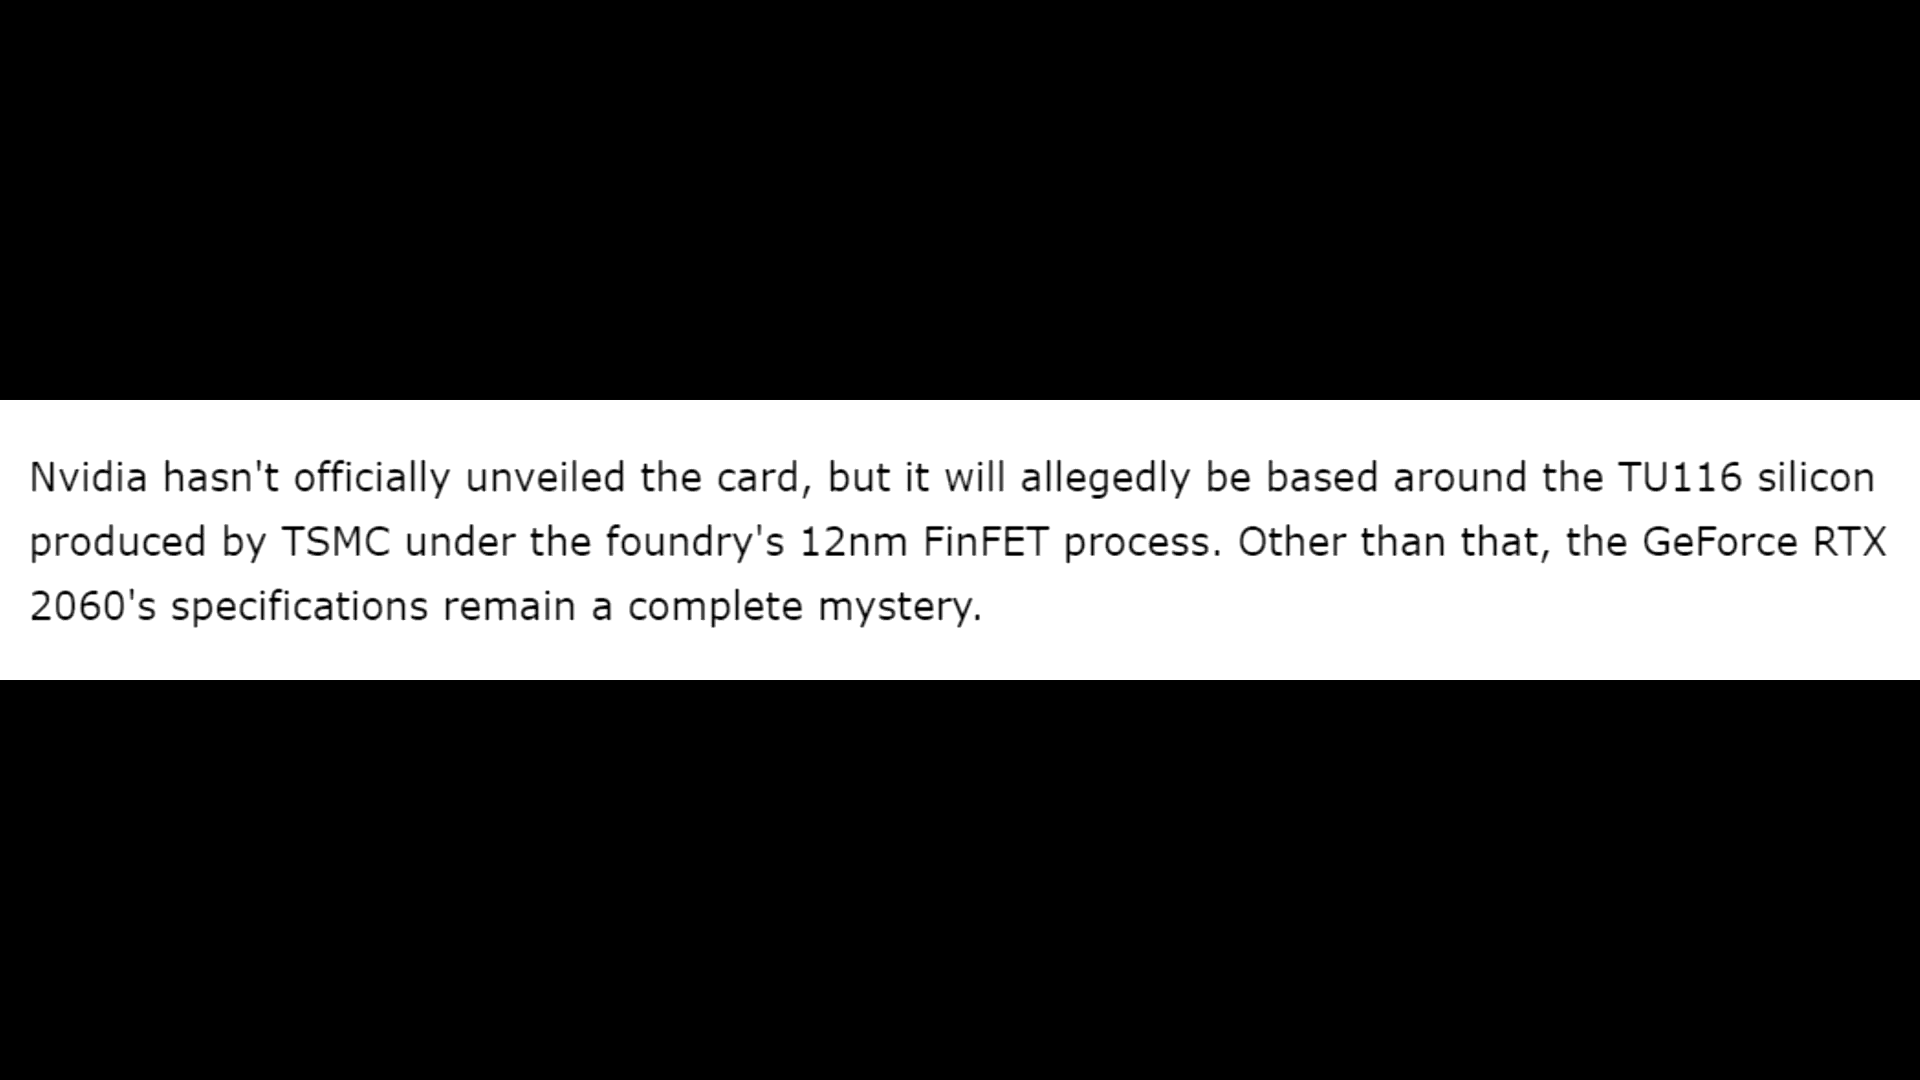 Nvidia hasn't officially unveiled the card, but it will allegedly be based around the TU116 silicon
produced by TSMC under the foundry's 12nm FinFET process. Other than that, the GeForce RTX
2060's specifications remain a complete mystery.